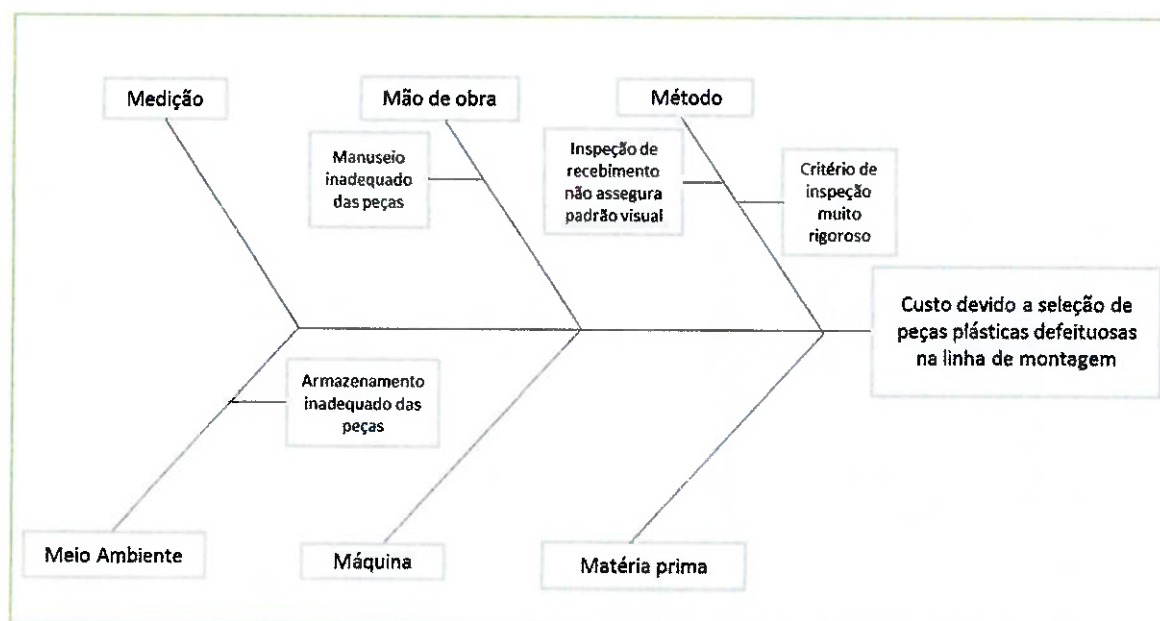 Medição
Mão de obra
Método
Manuseio
inadequado
das peças
Inspeção de
recebimento
não assegura
padrão visual
Critério de
inspeção
muito
rigoroso
Custo devido a seleção de
peças plásticas defeituosas
na linha de montagem
Armazenamento
inadequado das
peças
Meio Ambiente
Máquina
Matéria prima